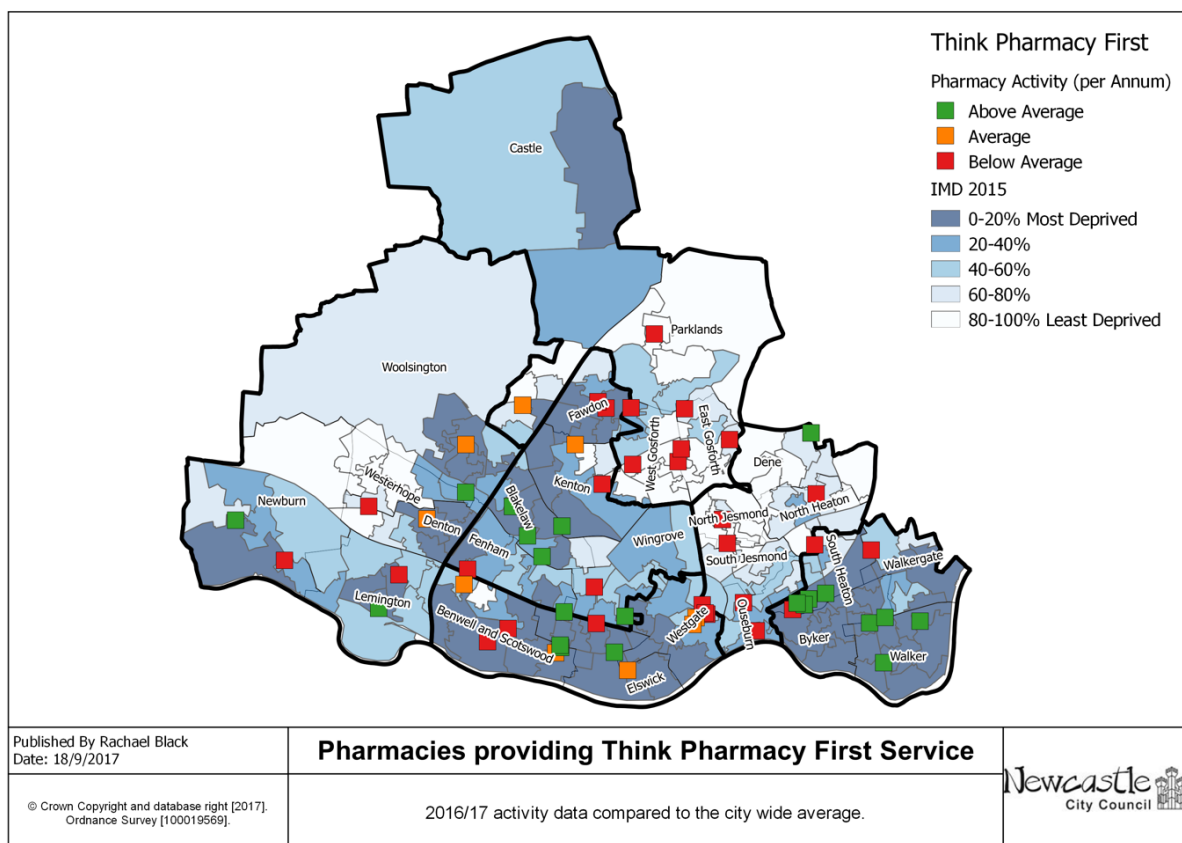 Think Pharmacy First
Pharmacy Activity (per Annum)
Above Average
Average
Below Average
IMD 2015
0-20% Most Deprived
20-40%
40-60%
60-80%
80-100% Least Deprived
Castle
Parklands
Woolsington
Fawdon
East Gosforth
West Gosforth
Dene
Westerhope
Kenton
Newburn
Blakelaw
North Heaton
North Jesmond
Denton
Fenham
Wingrove
South Jesmond
South Heaton
Walkergate
Lemington
Ouseburn
Westgate
Benwell and Scotswood
Byker
Walker
Elswick
Published By Rachael Black
Date: 18/9/2017
Pharmacies providing Think Pharmacy First Service
© Crown Copyright and database right [2017].
Ordnance Survey [100019569].
2016/17 activity data compared to the city wide average.
Newcastle
City Council